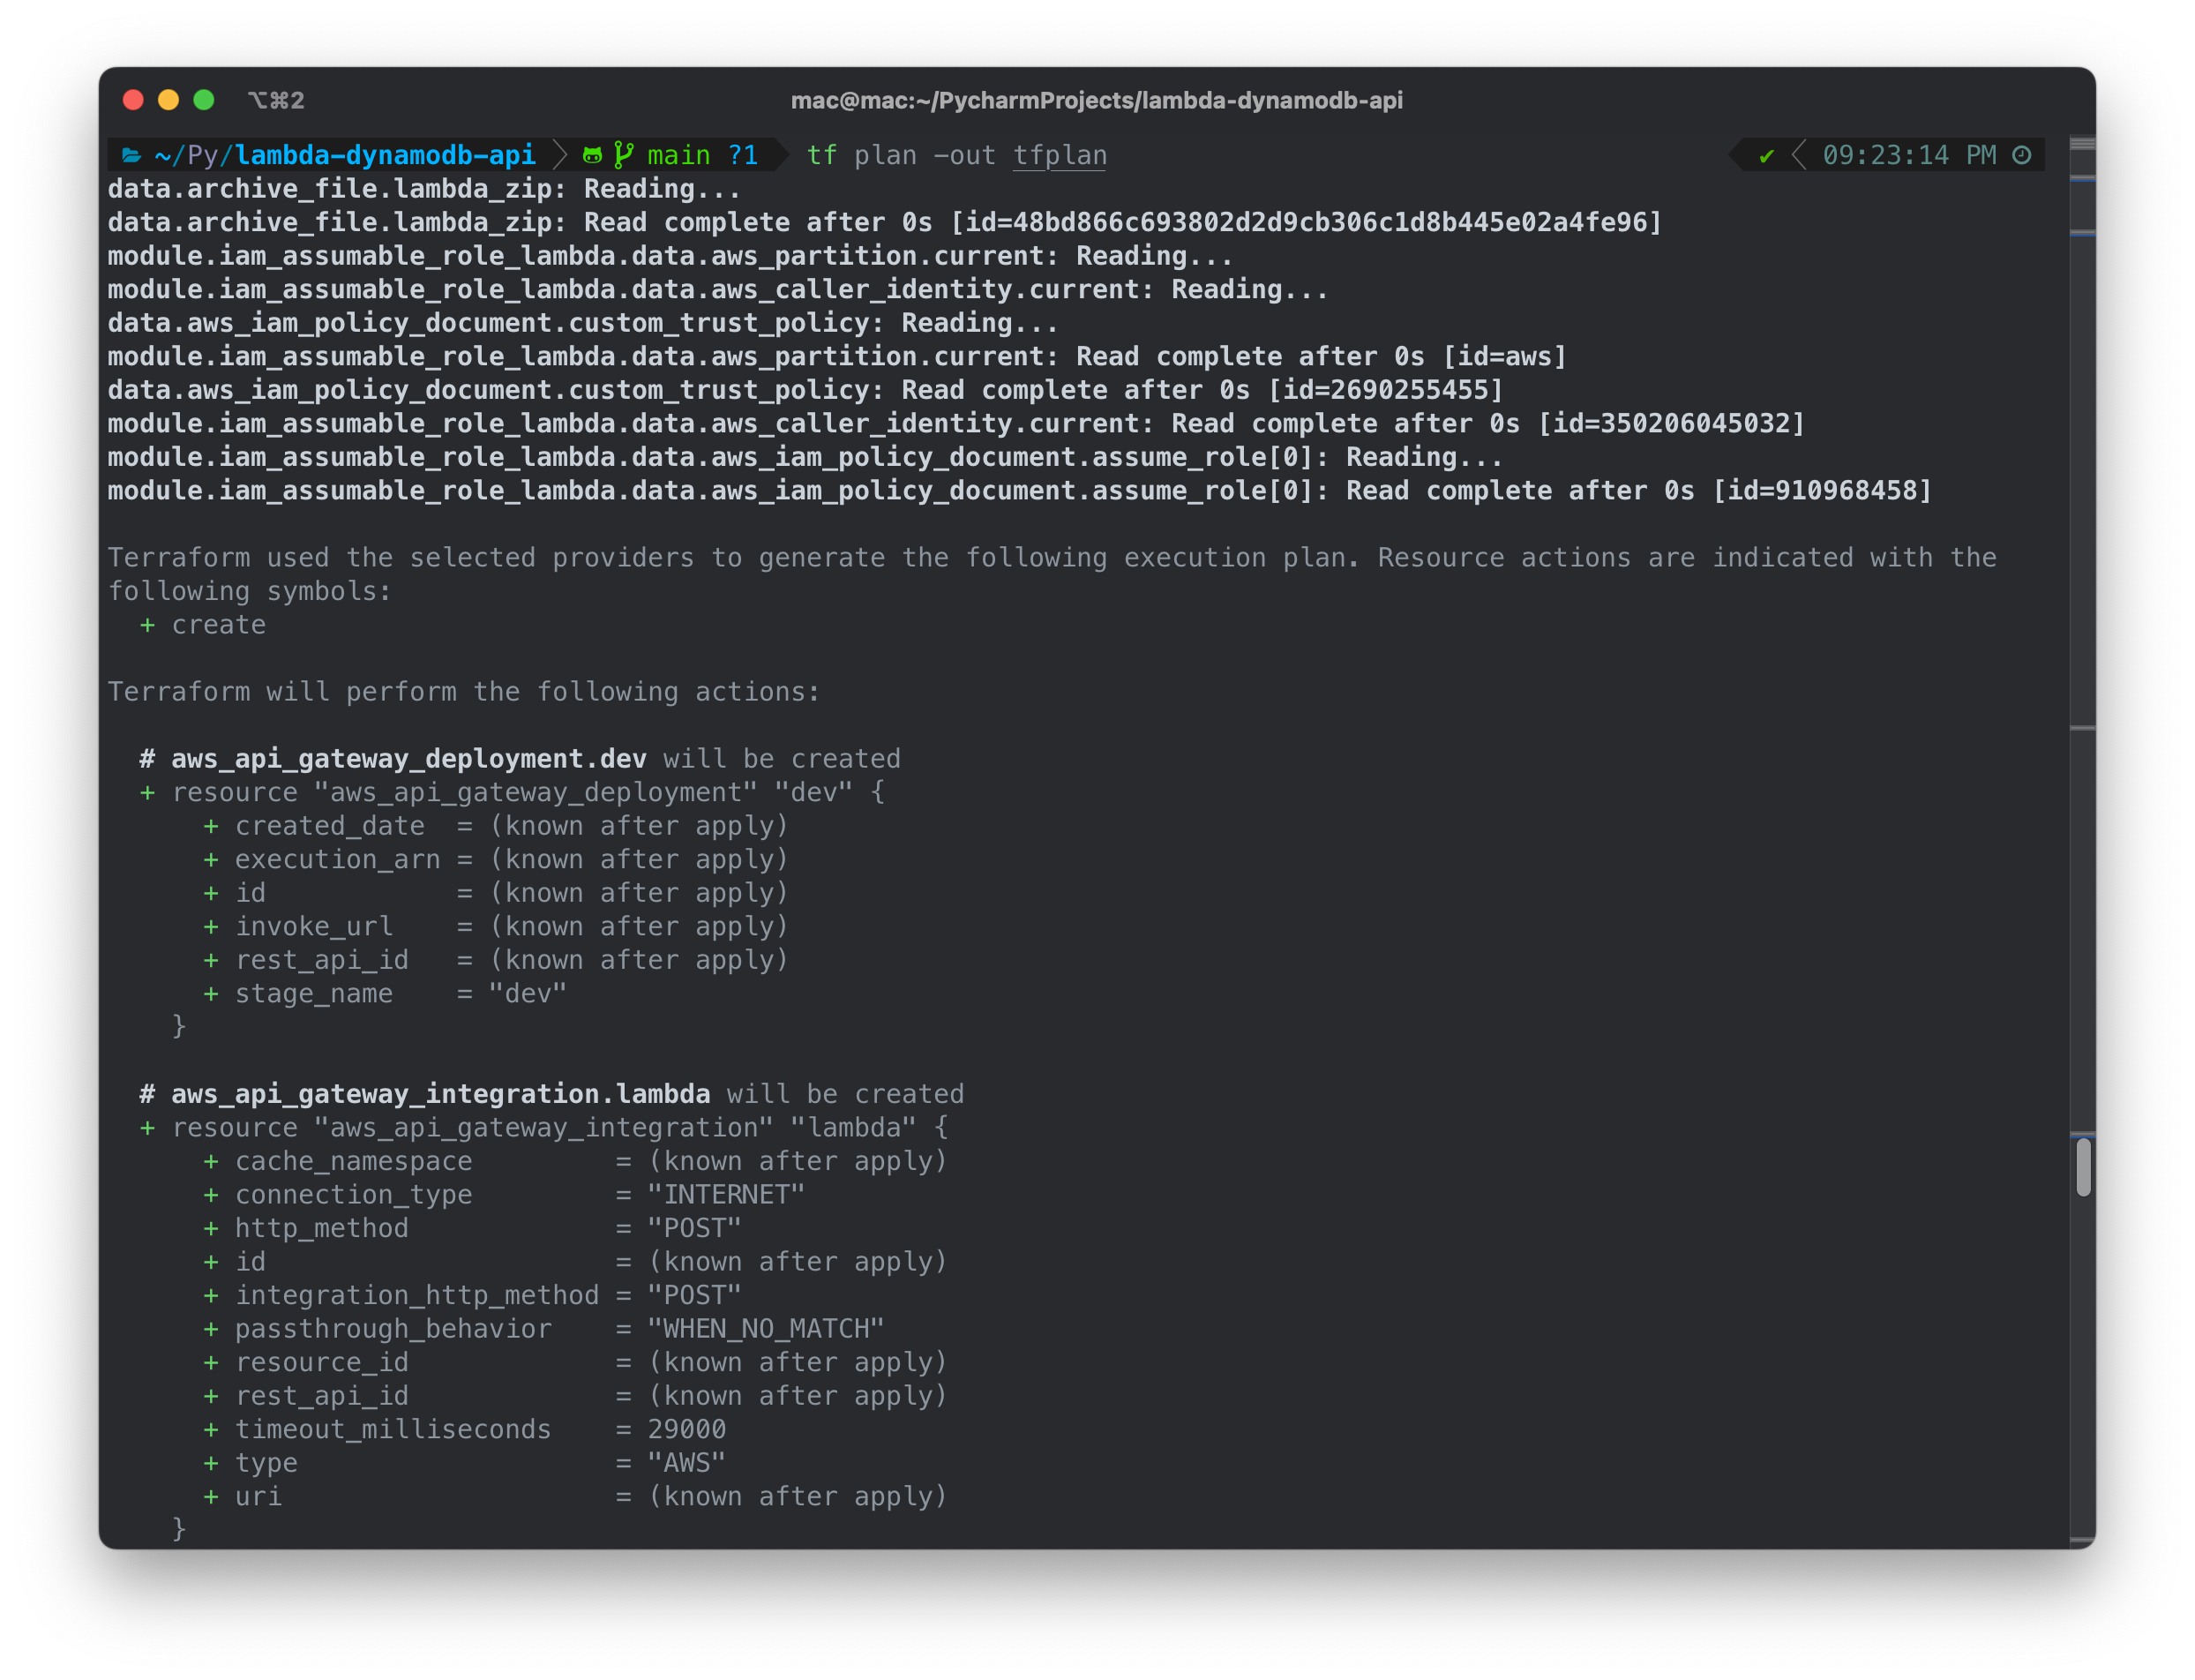 ⌥⌘2
mac@mac:~/PycharmProjects/lambda-dynamodb-api
~/Py/lambda-dynamodb-api main ?1 tf plan -out tfplan ✔ 09:23:14 PM
data.archive_file.lambda_zip: Reading...
data.archive_file.lambda_zip: Read complete after 0s [id=48bd866c693802d2d9cb306c1d8b445e02a4fe96]
module.iam_assumable_role_lambda.data.aws_partition.current: Reading...
module.iam_assumable_role_lambda.data.aws_caller_identity.current: Reading...
data.aws_iam_policy_document.custom_trust_policy: Reading...
module.iam_assumable_role_lambda.data.aws_partition.current: Read complete after 0s [id=aws]
data.aws_iam_policy_document.custom_trust_policy: Read complete after 0s [id=2690255455]
module.iam_assumable_role_lambda.data.aws_caller_identity.current: Read complete after 0s [id=350206045032]
module.iam_assumable_role_lambda.data.aws_iam_policy_document.assume_role[0]: Reading...
module.iam_assumable_role_lambda.data.aws_iam_policy_document.assume_role[0]: Read complete after 0s [id=910968458]

Terraform used the selected providers to generate the following execution plan. Resource actions are indicated with the
following symbols:
  + create

Terraform will perform the following actions:

  # aws_api_gateway_deployment.dev will be created
  + resource "aws_api_gateway_deployment" "dev" {
      + created_date  = (known after apply)
      + execution_arn = (known after apply)
      + id            = (known after apply)
      + invoke_url    = (known after apply)
      + rest_api_id   = (known after apply)
      + stage_name    = "dev"
    }

  # aws_api_gateway_integration.lambda will be created
  + resource "aws_api_gateway_integration" "lambda" {
      + cache_namespace         = (known after apply)
      + connection_type         = "INTERNET"
      + http_method             = "POST"
      + id                      = (known after apply)
      + integration_http_method = "POST"
      + passthrough_behavior    = "WHEN_NO_MATCH"
      + resource_id             = (known after apply)
      + rest_api_id             = (known after apply)
      + timeout_milliseconds    = 29000
      + type                    = "AWS"
      + uri                     = (known after apply)
    }